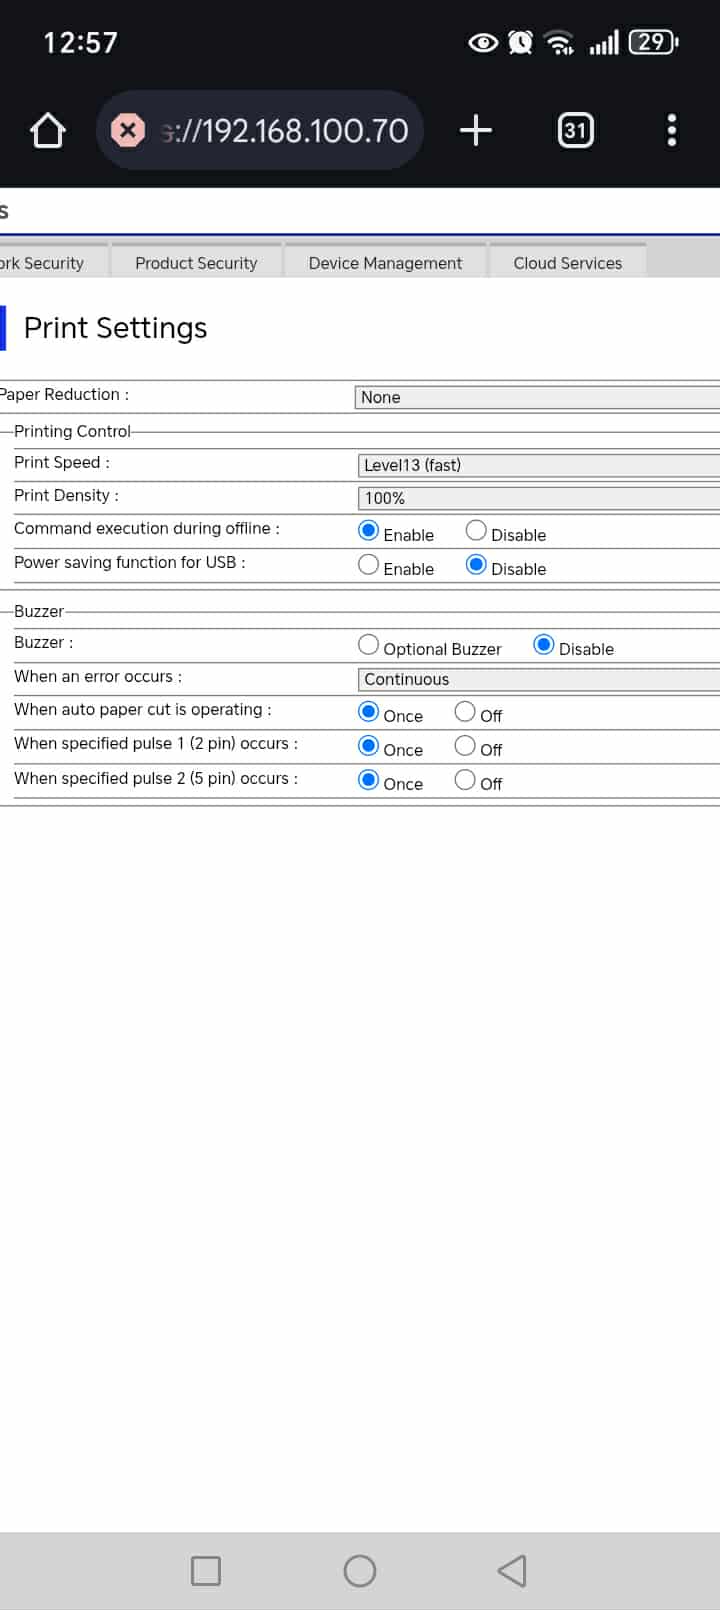 12:57
29
s://192.168.100.70
31
s
ork Security Product Security Device Management Cloud Services
Print Settings
Paper Reduction : None
Printing Control
Print Speed : Level13 (fast)
Print Density : 100%
Command execution during offline : Enable Disable
Power saving function for USB : Enable Disable
Buzzer
Buzzer : Optional Buzzer Disable
When an error occurs : Continuous
When auto paper cut is operating : Once Off
When specified pulse 1 (2 pin) occurs : Once Off
When specified pulse 2 (5 pin) occurs : Once Off